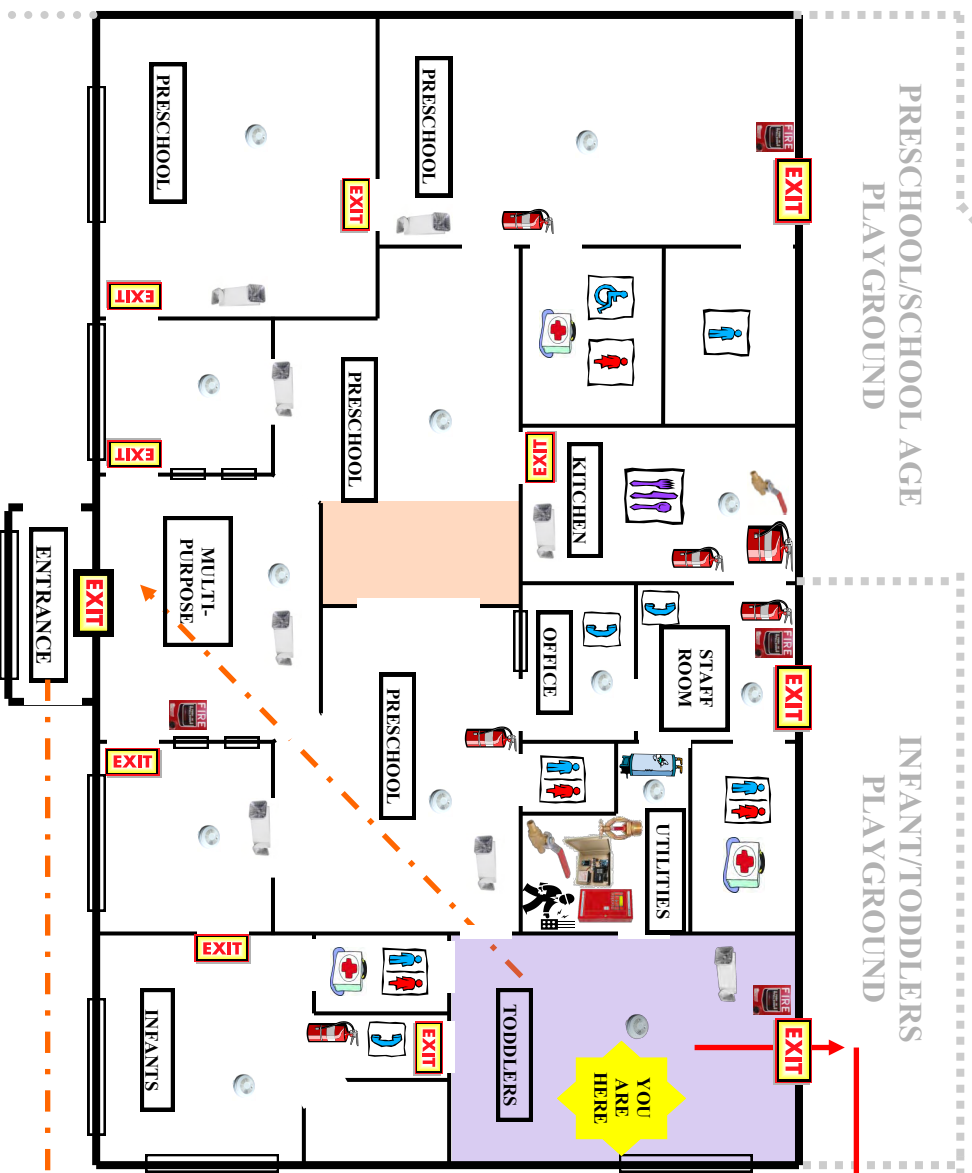 PRESCHOOL/SCHOOL AGE
PLAYGROUND
INFANT/TODDLERS
PLAYGROUND
FIRE
EXIT
FIRE
EXIT
FIRE
EXIT
STAFF
ROOM
UTILITIES
YOU
ARE
HERE
KITCHEN
OFFICE
EXIT
TODDLERS
PRESCHOOL
EXIT
PRESCHOOL
PRESCHOOL
EXIT
EXIT
MULTI-
PURPOSE
FIRE
PRESCHOOL
INFANTS
EXIT
EXIT
EXIT
EXIT
ENTRANCE